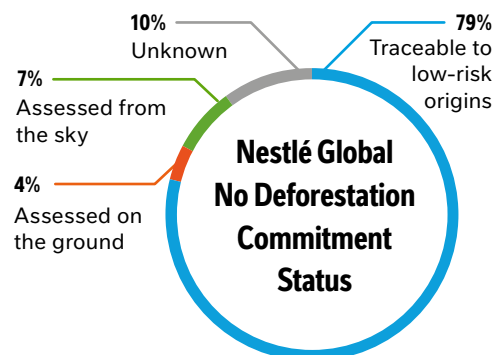 10%
Unknown
79%
Traceable to
low-risk
origins
7%
Assessed from
the sky
4%
Assessed on
the ground
Nestlé Global
No Deforestation
Commitment
Status